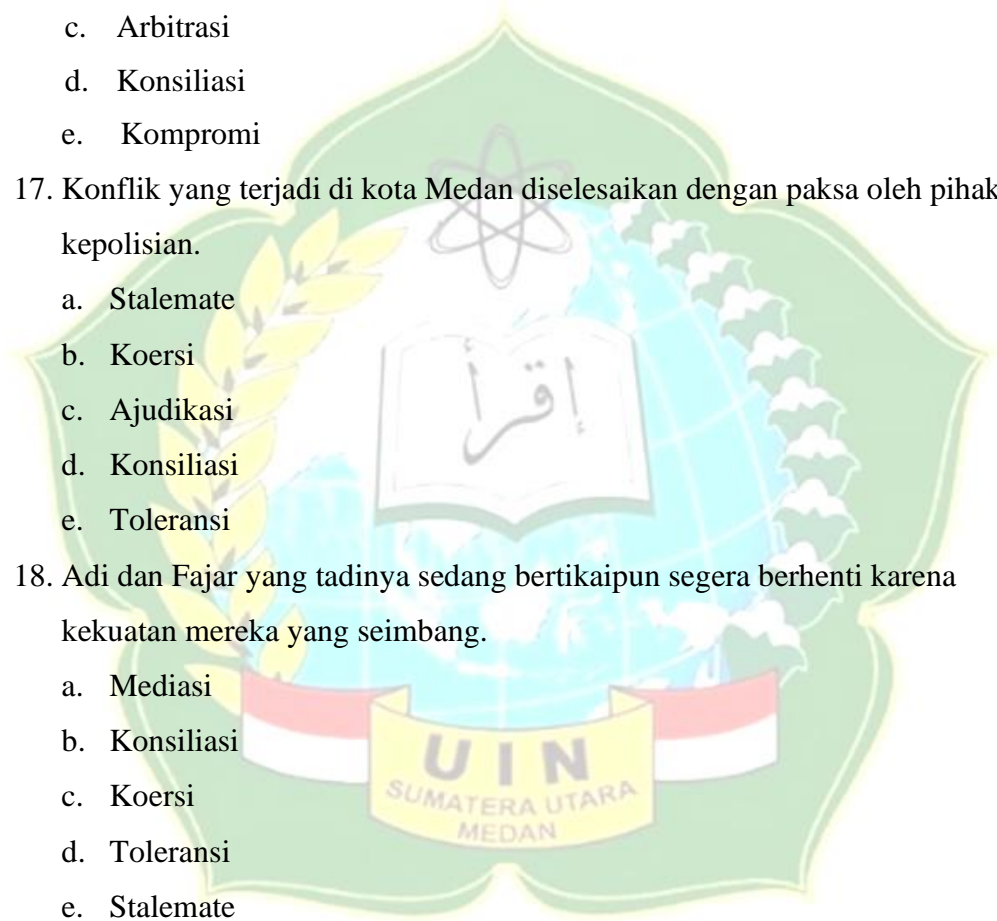 c. Arbitrasi
d. Konsiliasi
e. Kompromi
17. Konflik yang terjadi di kota Medan diselesaikan dengan paksa oleh pihak
kepolisian.
a. Stalemate
b. Koersi
c. Ajudikasi
إقرأ
d. Konsiliasi
e. Toleransi
18. Adi dan Fajar yang tadinya sedang bertikaipun segera berhenti karena
kekuatan mereka yang seimbang.
a. Mediasi
b. Konsiliasi
c. Koersi
d. Toleransi
e. Stalemate
UIN
SUMATERA UTARA
MEDAN